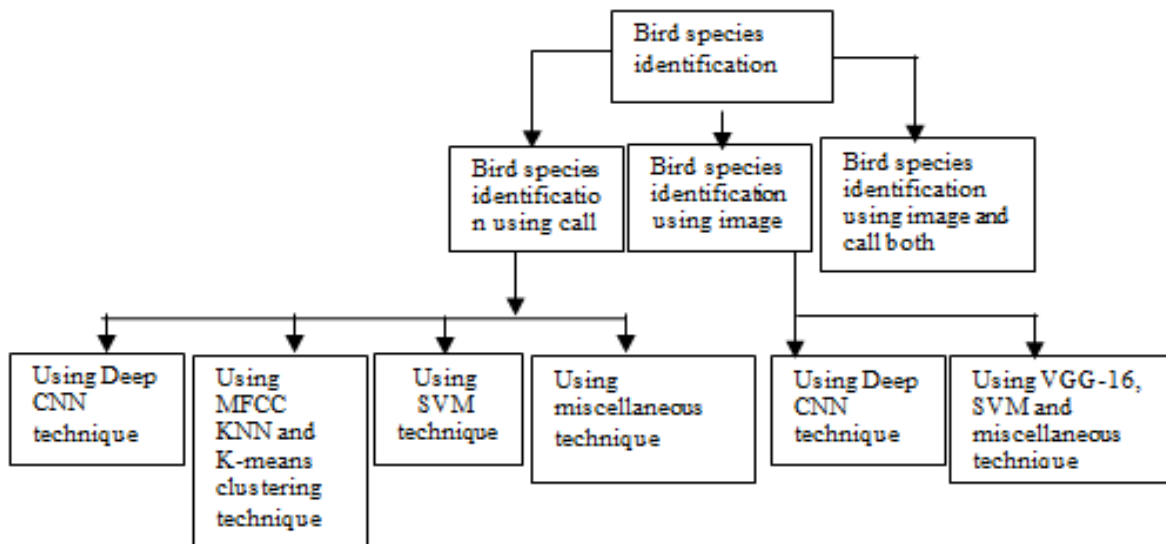 Bird species
identification
Bird species
identificatio
n using call
Bird species
identification
using image
Bird species
identification
using image and
call both
Using Deep
CNN
technique
Using
MFCC
KNN and
K-means
clustering
technique
Using
SVM
technique
Using
miscellaneous
technique
Using Deep
CNN
technique
Using VGG-16,
SVM and
miscellaneous
technique